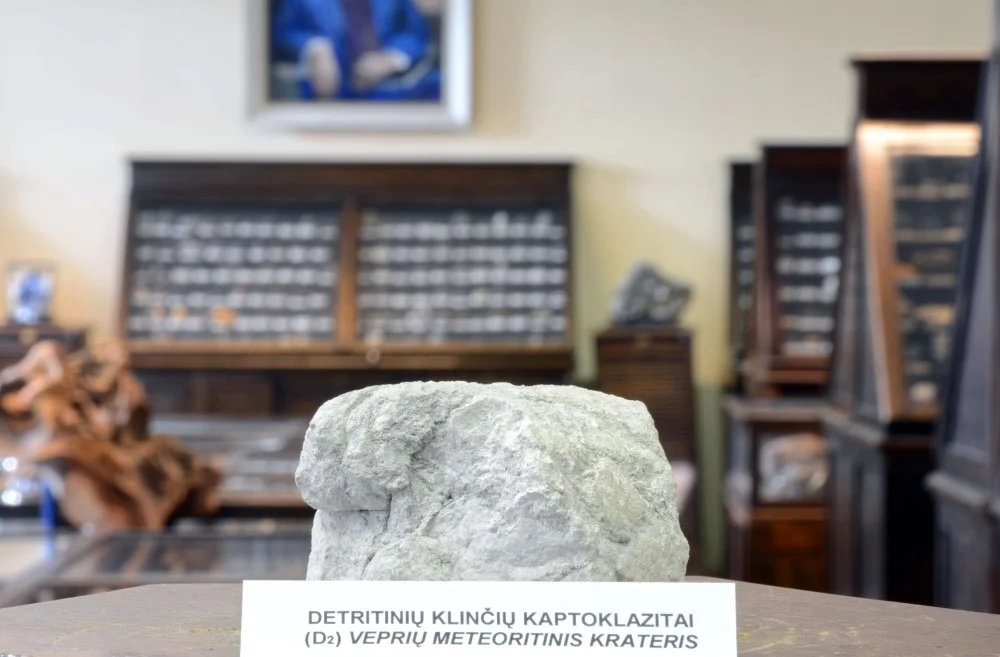 DETRITINIŲ KLINČIŲ KAPTOKLAZITAI
(D₂) VEPRIŲ METEORITINIS KRATERIS